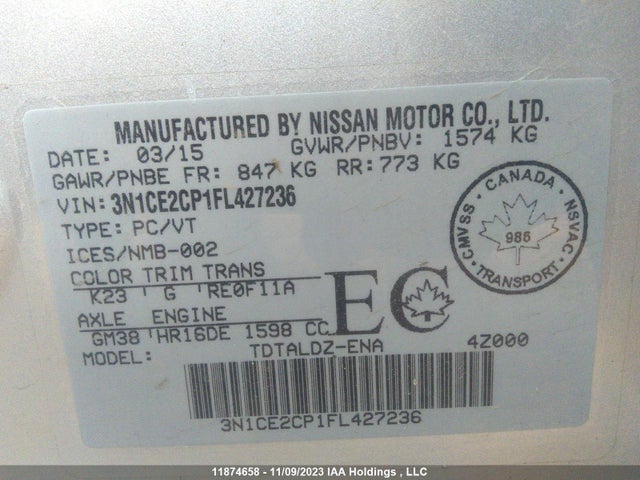 MANUFACTURED BY NISSAN MOTOR CO., LTD.
DATE: 03/15 GVWR/PNBV: 1574 KG
GAWR/PNBE FR: 847 KG RR: 773 KG
VIN: 3N1CE2CP1FL427236
TYPE: PC/VT
ICES/NMB-002
COLOR TRIM TRANS
K23 G RE0F11A
AXLE ENGINE
GM38 HR16DE 1598 CC
MODEL: TDTALDZ-ENA 4Z000
3N1CE2CP1FL427236
EC
CANADA
CMVSS NSVAC
986
TRANSPORT
11874658 - 11/09/2023 IAA Holdings , LLC